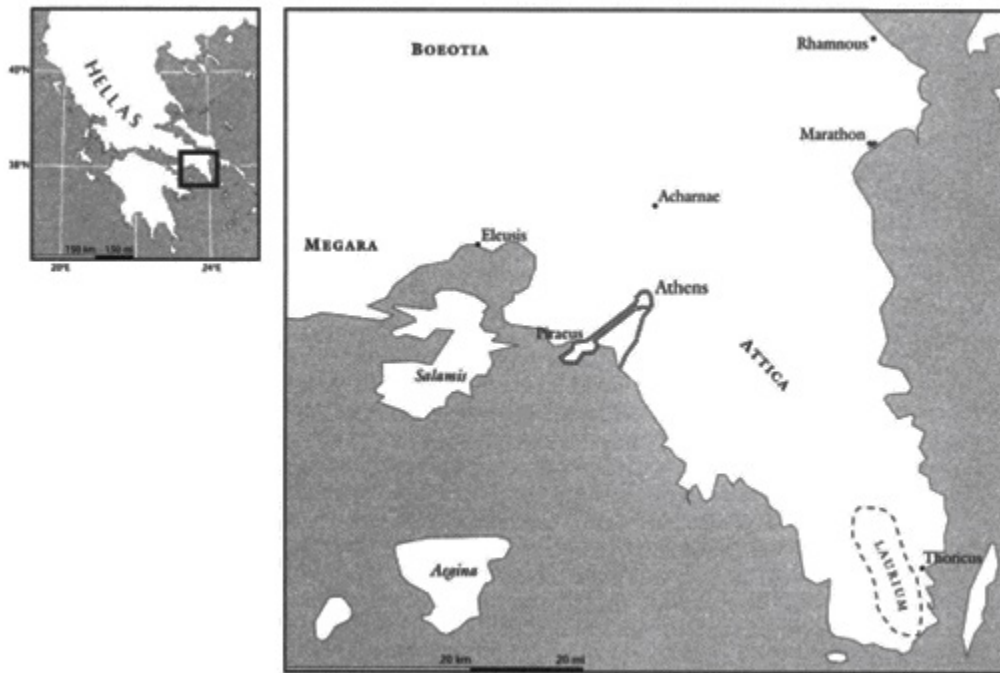 40°N
HELLAS
38°N
150 km 150 mi
20°E 24°E
BOEOTIA
Rhamnous
Marathon
Acharnae
MEGARA
Eleusis
Athens
Piraeus
ATTICA
Salamis
LAURIUM
Thoricus
Aegina
20 km 20 mi